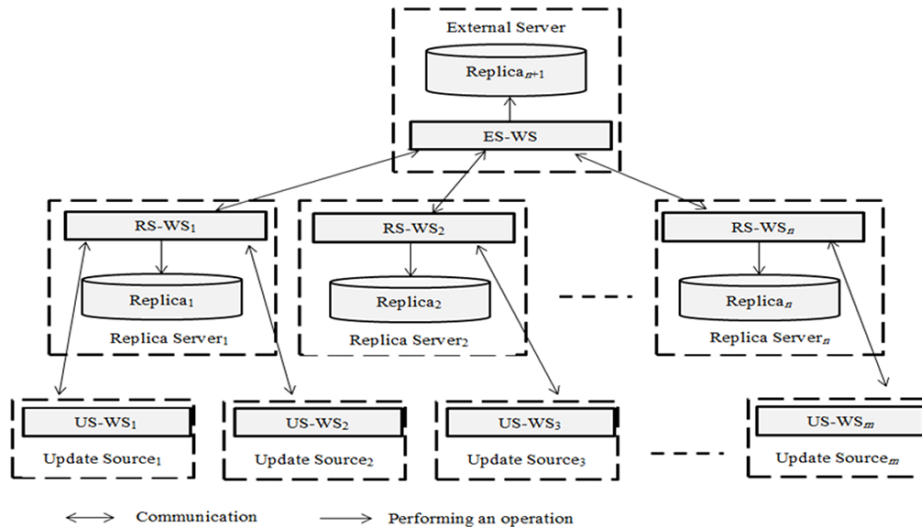 External Server
Replicaₙ₊₁
ES-WS
RS-WS₁ RS-WS₂ RS-WSₙ
Replica₁ Replica₂ Replicaₙ
Replica Server₁ Replica Server₂ Replica Serverₙ
US-WS₁ US-WS₂ US-WS₃ US-WSₘ
Update Source₁ Update Source₂ Update Source₃ Update Sourceₘ
Communication Performing an operation